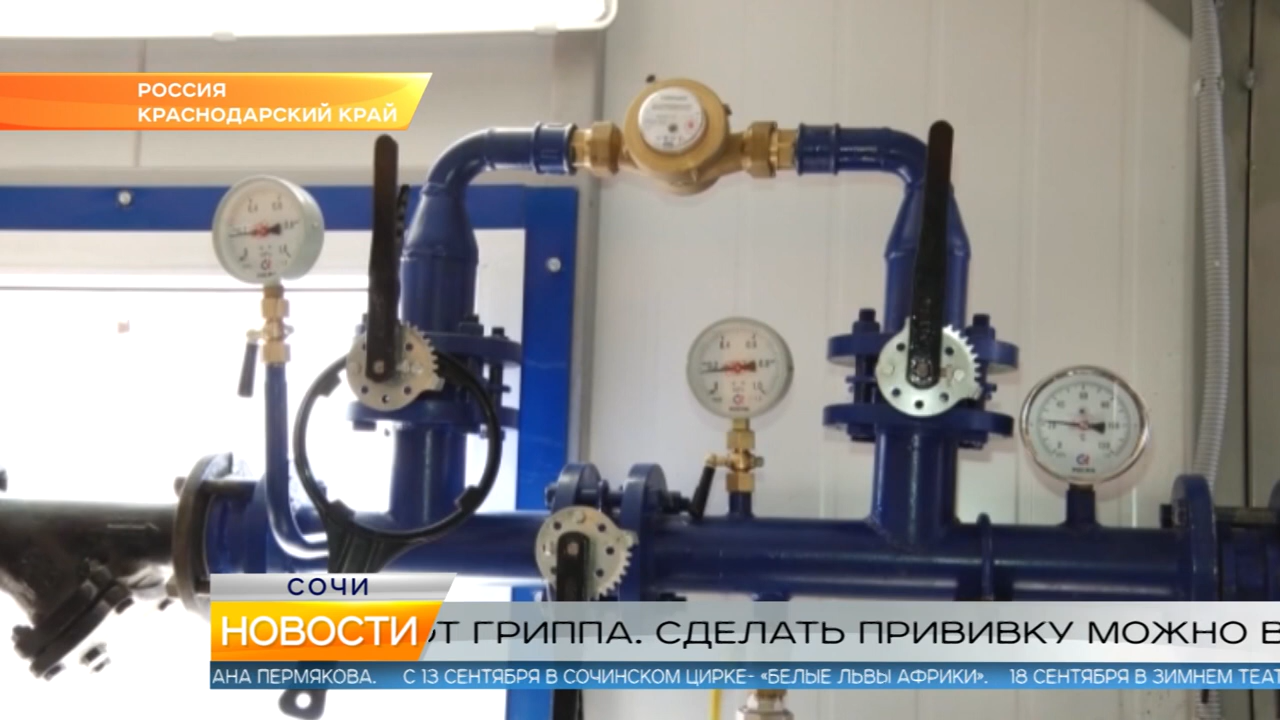 РОССИЯ
КРАСНОДАРСКИЙ КРАЙ
СОЧИ
НОВОСТИ
ОТ ГРИППА. СДЕЛАТЬ ПРИВИВКУ МОЖНО В
АНА ПЕРМЯКОВА. С 13 СЕНТЯБРЯ В СОЧИНСКОМ ЦИРКЕ- «БЕЛЫЕ ЛЬВЫ АФРИКИ». 18 СЕНТЯБРЯ В ЗИМНЕМ ТЕАТ